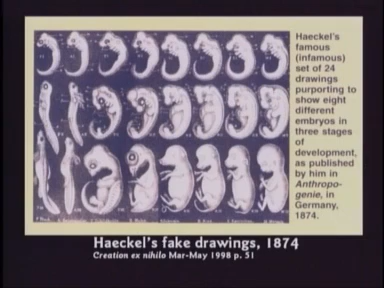 Haeckel's
famous
(infamous)
set of 24
drawings
purporting to
show eight
different
embryos in
three stages
of
development,
as published
by him in
Anthropo-
genie, in
Germany,
1874.
Haeckel's fake drawings, 1874
Creation ex nihilo Mar-May 1998 p. 51